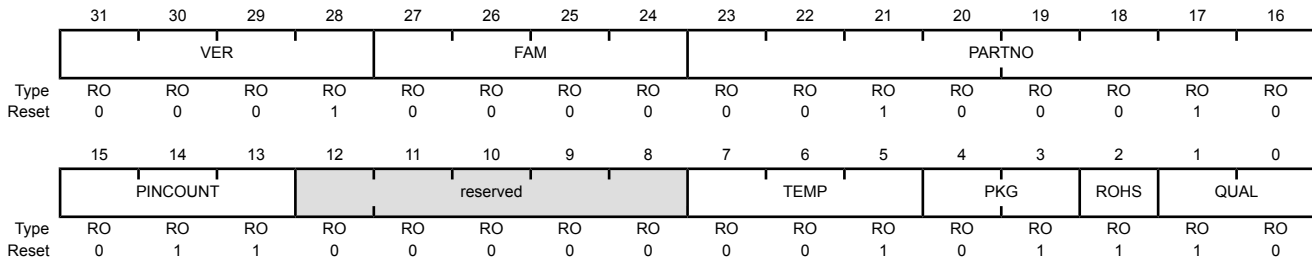 31 30 29 28 27 26 25 24 23 22 21 20 19 18 17 16
VER FAM PARTNO
Type RO RO RO RO RO RO RO RO RO RO RO RO RO RO RO RO
Reset 0 0 0 1 0 0 0 0 0 0 1 0 0 0 1 0
15 14 13 12 11 10 9 8 7 6 5 4 3 2 1 0
PINCOUNT reserved TEMP PKG ROHS QUAL
Type RO RO RO RO RO RO RO RO RO RO RO RO RO RO RO RO
Reset 0 1 1 0 0 0 0 0 0 0 1 0 1 1 1 0